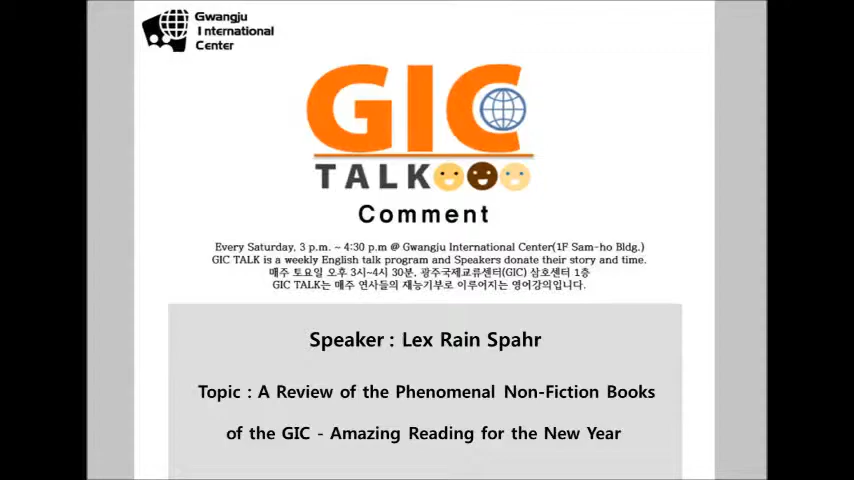 Gwangju
International
Center
GIC
TALK
Comment
Every Saturday, 3 p.m. ~ 4:30 p.m @ Gwangju International Center(1F Sam-ho Bldg.)
GIC TALK is a weekly English talk program and Speakers donate their story and time.
매주 토요일 오후 3시~4시 30분, 광주국제교류센터(GIC) 삼호센터 1층
GIC TALK는 매주 연사들의 재능기부로 이루어지는 영어강의입니다.
Speaker : Lex Rain Spahr
Topic : A Review of the Phenomenal Non-Fiction Books
of the GIC - Amazing Reading for the New Year